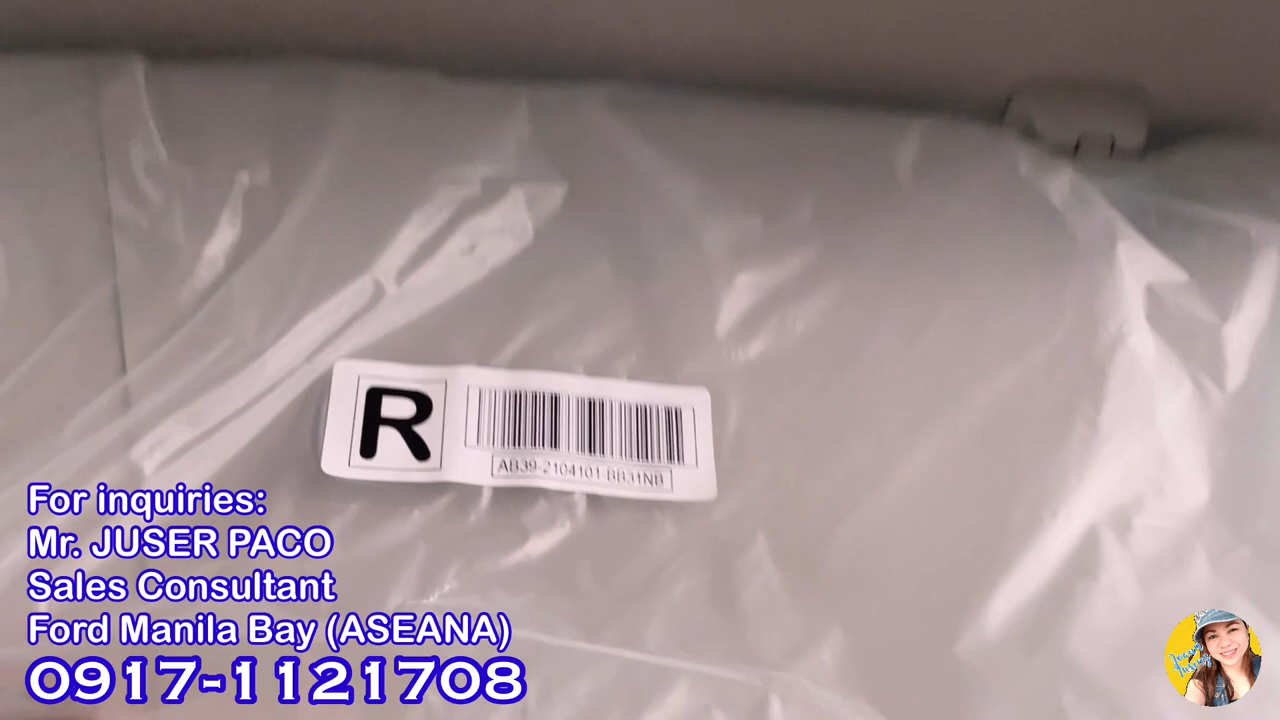 R
AB39-2104101-BB31NB
For inquiries:
Mr. JUSER PACO
Sales Consultant
Ford Manila Bay (ASEANA)
0917-1121708